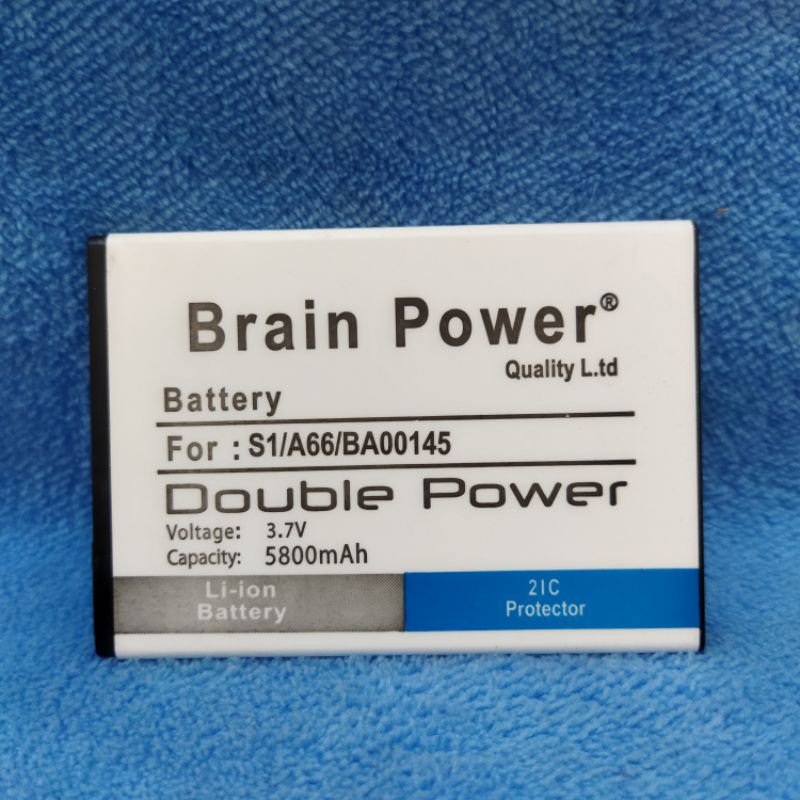 Brain Power®
Quality L.td
Battery
For : S1/A66/BA00145
Double Power
Voltage: 3.7V
Capacity: 5800mAh
Li-ion
Battery
2IC
Protector